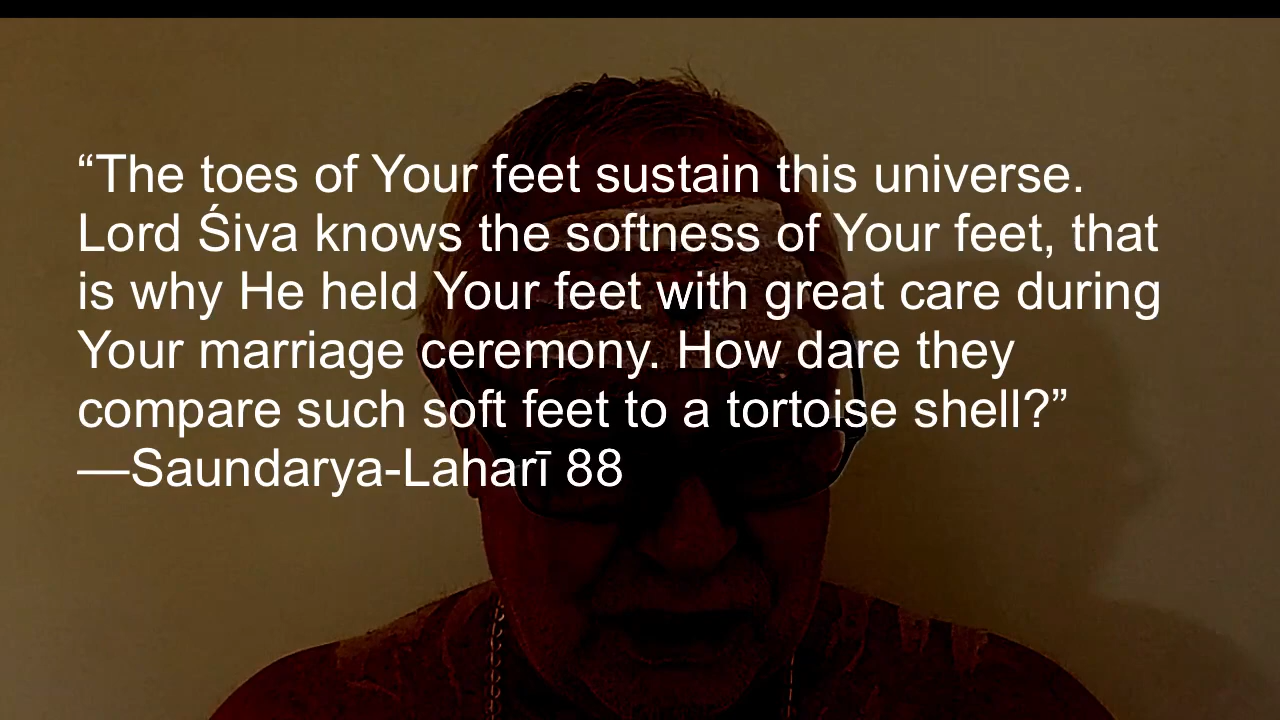 “The toes of Your feet sustain this universe.
Lord Śiva knows the softness of Your feet, that
is why He held Your feet with great care during
Your marriage ceremony. How dare they
compare such soft feet to a tortoise shell?”
—Saundarya-Laharī 88